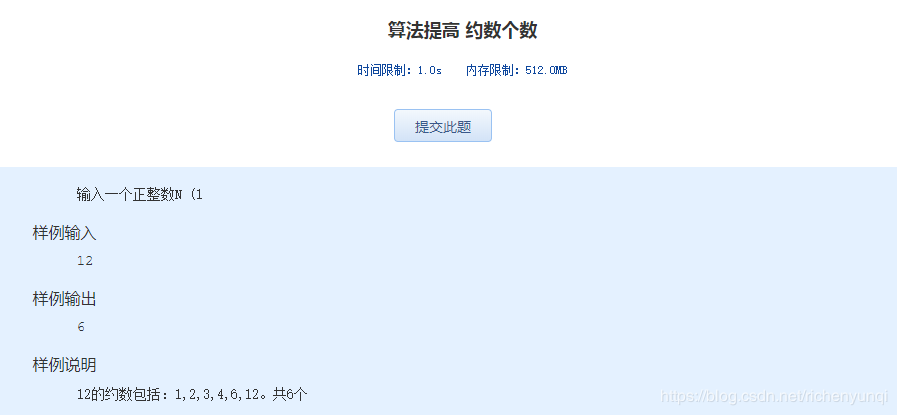 算法提高 约数个数
时间限制：1.0s 内存限制：512.0MB
提交此题
输入一个正整数N (1
样例输入
12
样例输出
6
样例说明
12的约数包括：1,2,3,4,6,12。共6个
https://blog.csdn.net/richenyunqi